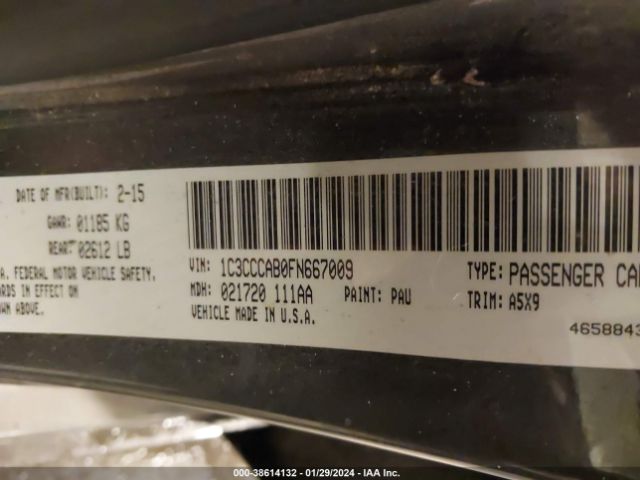 DATE OF MFR(BUILT): 2-15
GAWR: 01185 KG
REAR: 02612 LB
A. FEDERAL MOTOR VEHICLE SAFETY.
ARDS IN EFFECT ON
WN ABOVE.
VIN: 1C3CCCAB0FN667009
TYPE: PASSENGER CAR
MDH: 021720 111AA PAINT: PAU
TRIM: A5X9
VEHICLE MADE IN U.S.A.
4658843
000-38614132 - 01/29/2024 - IAA Inc.